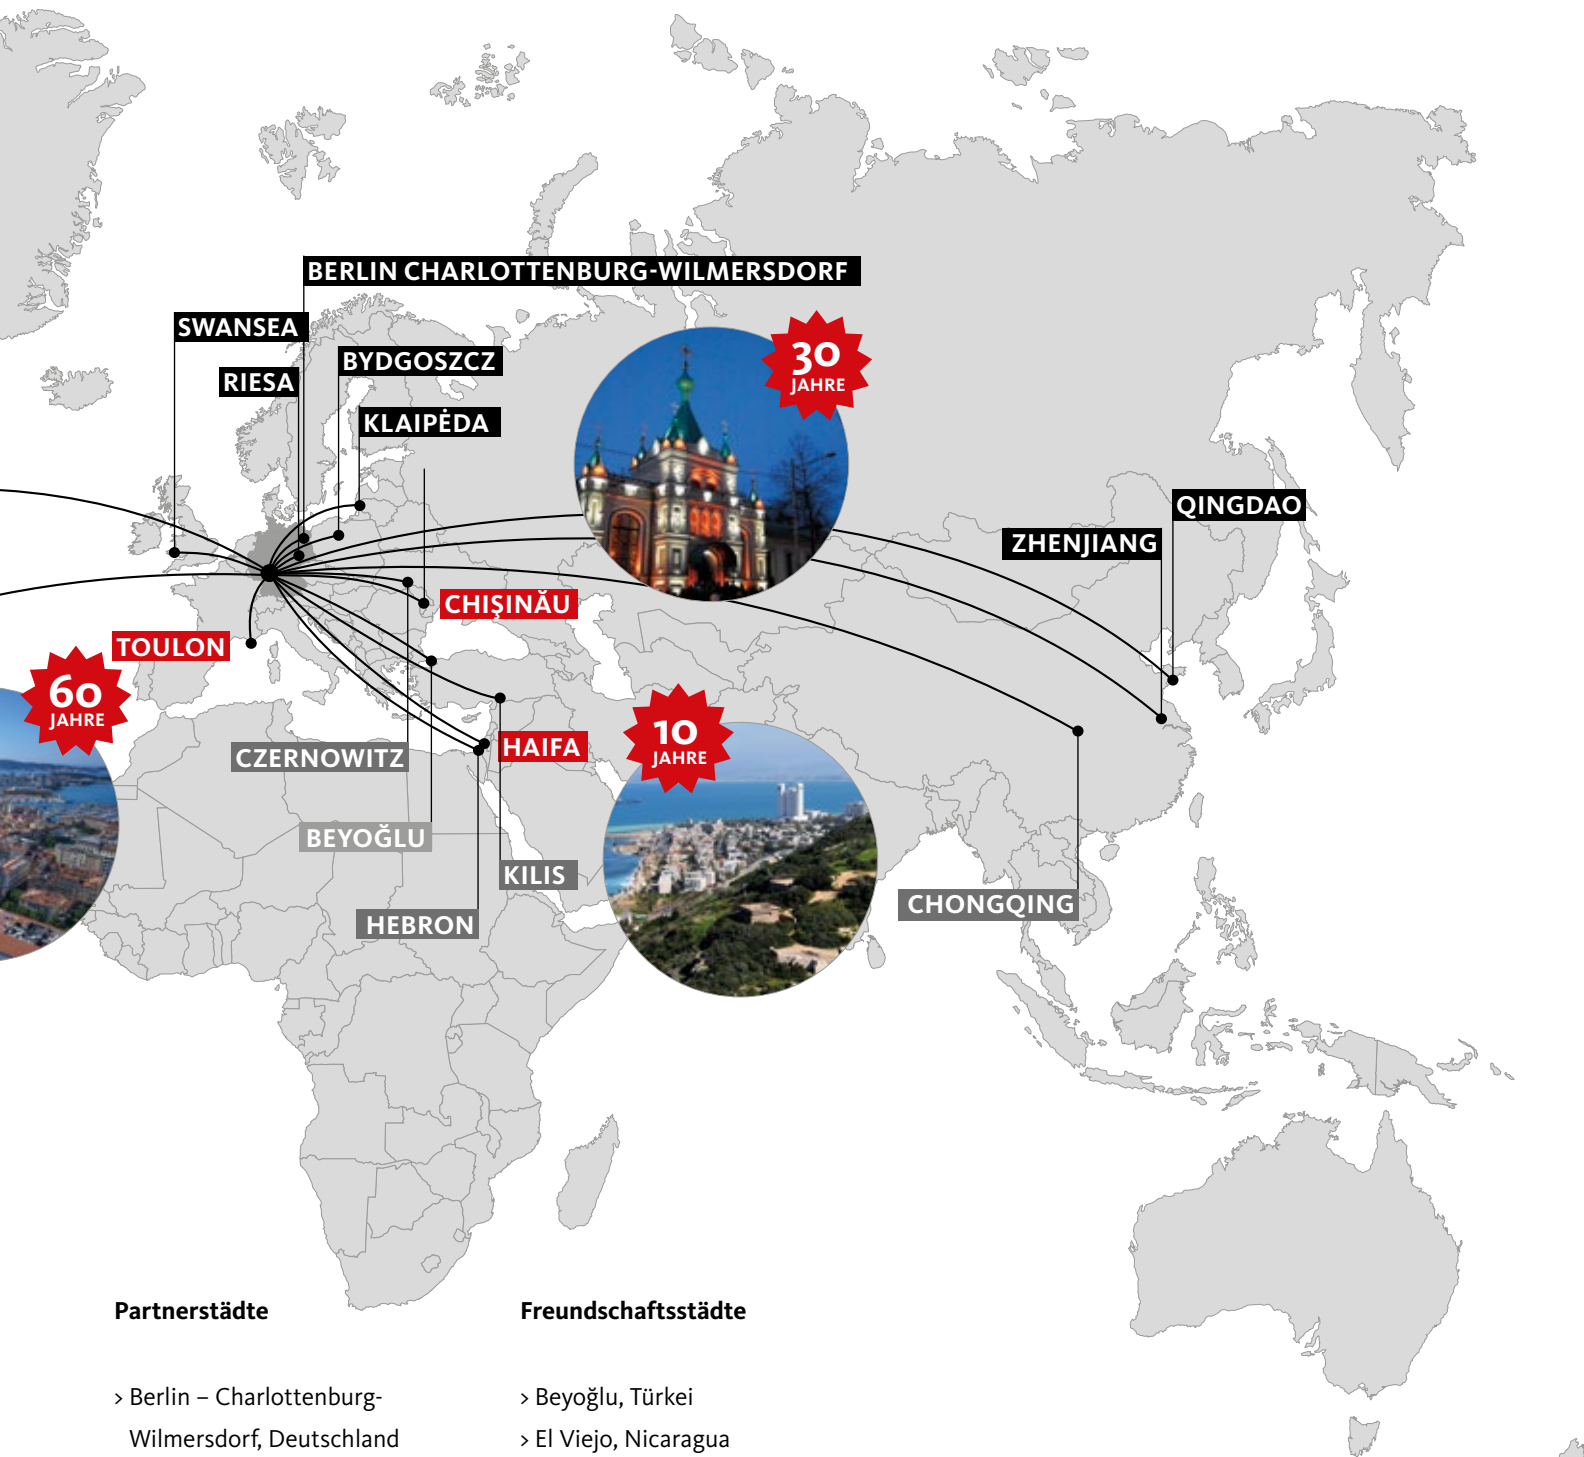 BERLIN CHARLOTTENBURG-WILMERSDORF
SWANSEA
BYDGOSZCZ
RIESA
KLAIPĖDA
30
JAHRE
QINGDAO
ZHENJIANG
CHIŞINĂU
TOULON
60
JAHRE
10
JAHRE
CZERNOWITZ
HAIFA
BEYOĞLU
KILIS
HEBRON
CHONGQING
Partnerstädte
› Berlin – Charlottenburg-
Wilmersdorf, Deutschland
Freundschaftsstädte
› Beyoğlu, Türkei
› El Viejo, Nicaragua